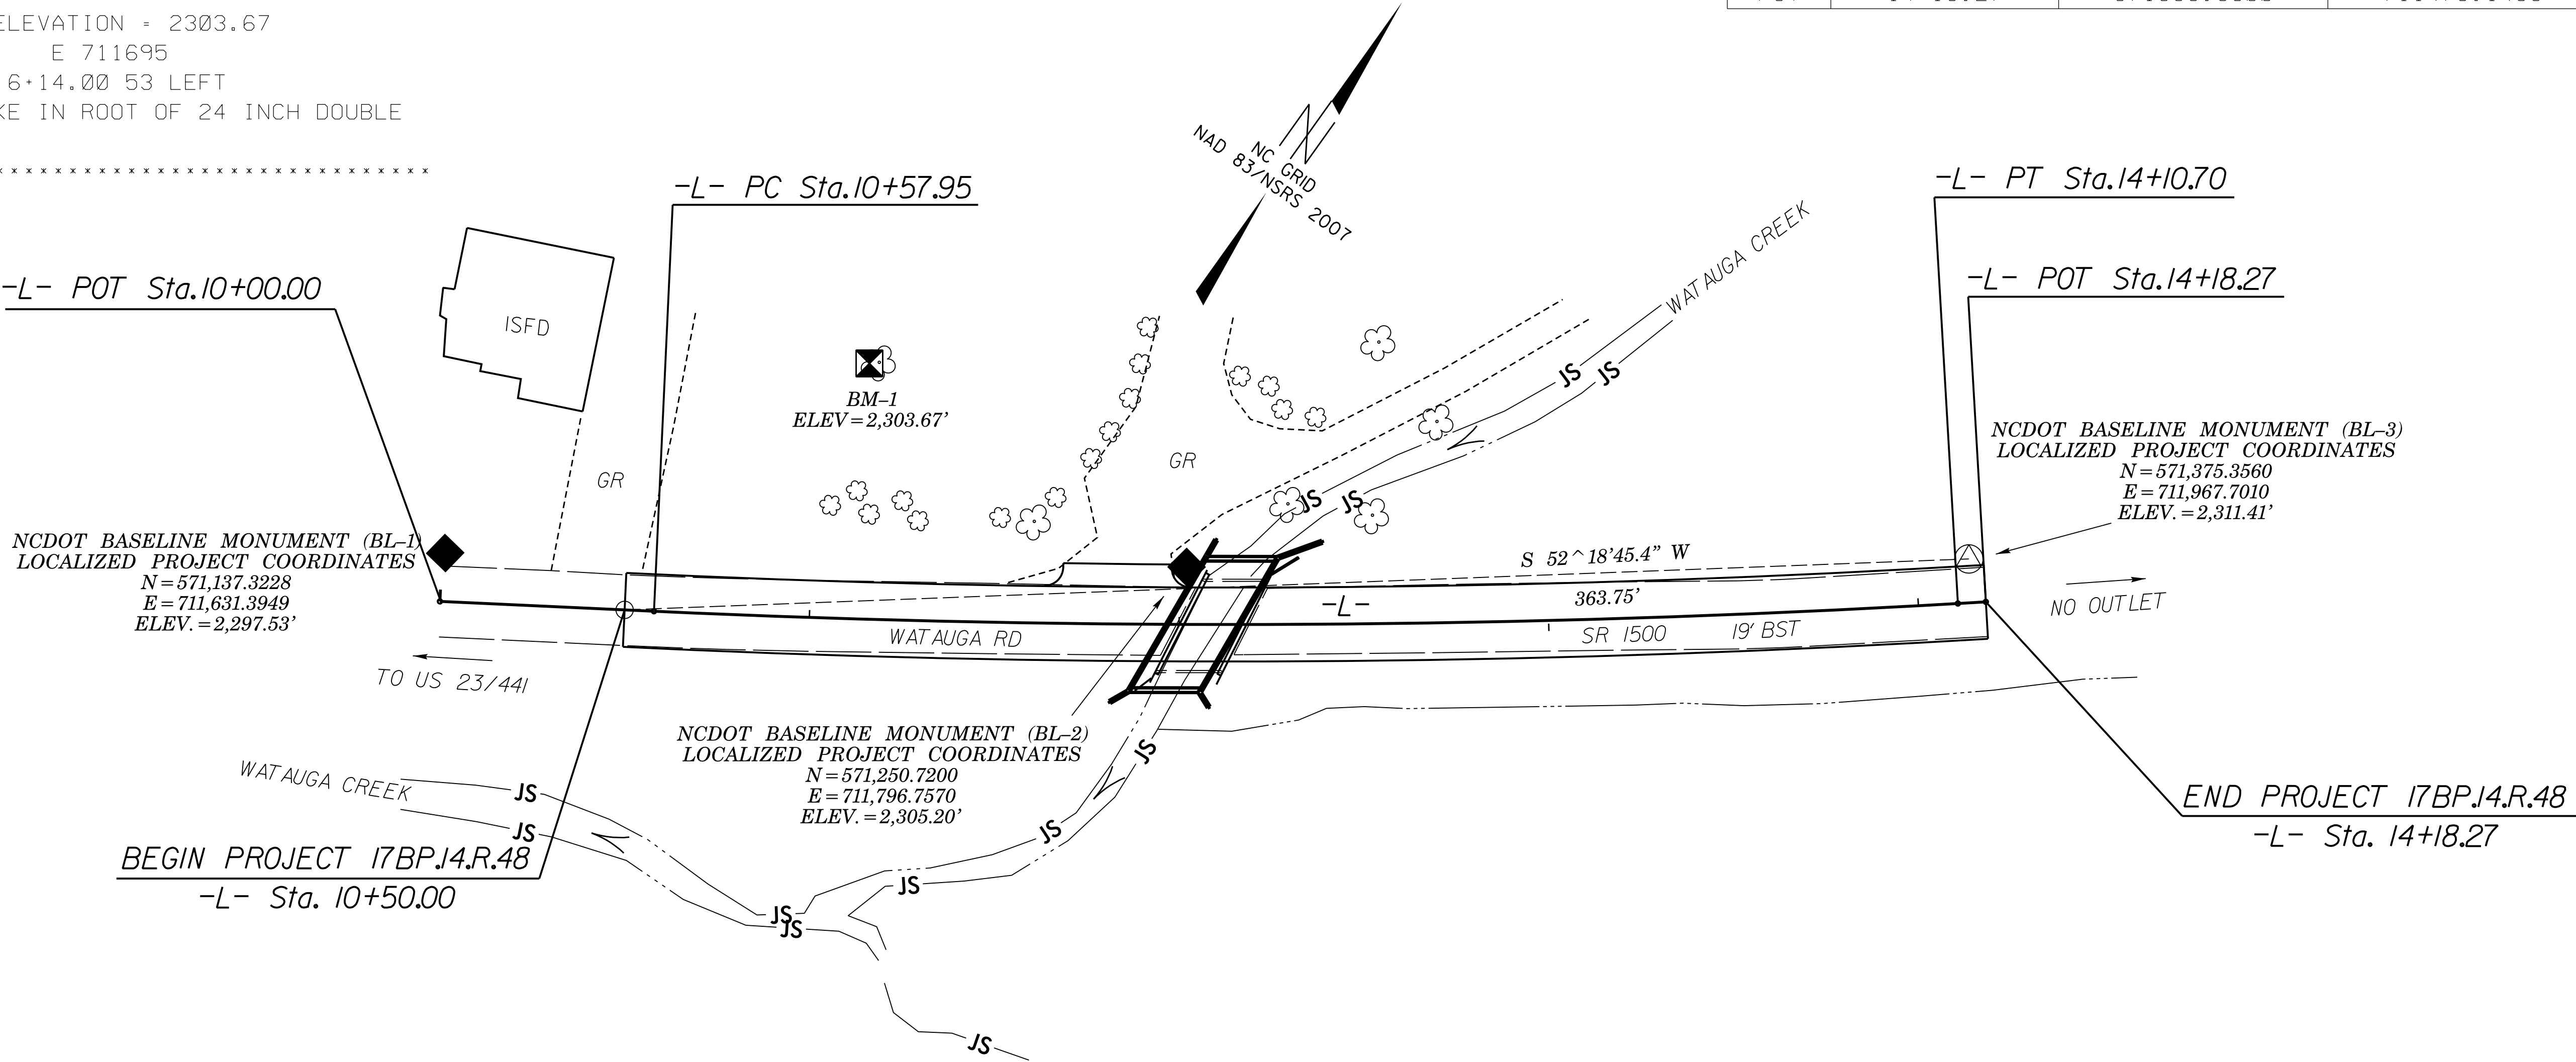 ELEVATION = 2303.67
E 711695
6+14.00 53 LEFT
IN ROOT OF 24 INCH DOUBLE
* * * * * * * * * * * * * * * * * * * * * * * * * * * * * *
-L- PC Sta.10+57.95
NC GRID
NAD 83/NSRS 2007
N
-L- PT Sta.14+10.70
-L- POT Sta.10+00.00
-L- POT Sta.14+18.27
WATAUGA CREEK
ISFD
BM-1
ELEV=2,303.67'
JS
JS
GR
GR
JS
JS
NCDOT BASELINE MONUMENT (BL-3)
LOCALIZED PROJECT COORDINATES
N=571,375.3560
E=711,967.7010
ELEV.=2,311.41'
NCDOT BASELINE MONUMENT (BL-1)
LOCALIZED PROJECT COORDINATES
N=571,137.3228
E=711,631.3949
ELEV.=2,297.53'
S 52^18'45.4" W
363.75'
-L-
WATAUGA RD
SR 1500
19' BST
NO OUTLET
TO US 23/441
NCDOT BASELINE MONUMENT (BL-2)
LOCALIZED PROJECT COORDINATES
N=571,250.7200
E=711,796.7570
ELEV.=2,305.20'
JS
WATAUGA CREEK
JS
JS
JS
JS
JS
JS
JS
BEGIN PROJECT 17BP.14.R.48
-L- Sta. 10+50.00
END PROJECT 17BP.14.R.48
-L- Sta. 14+18.27